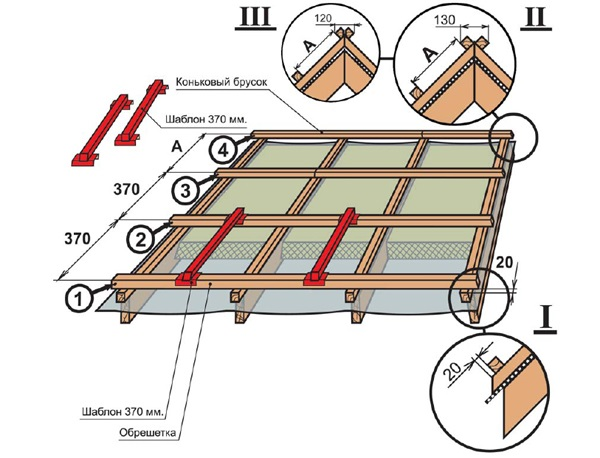 III
120
130
II
A
A
Коньковый брусок
Шаблон 370 мм.
A
4
370
3
370
2
1
20
I
20
Шаблон 370 мм.
Обрешетка